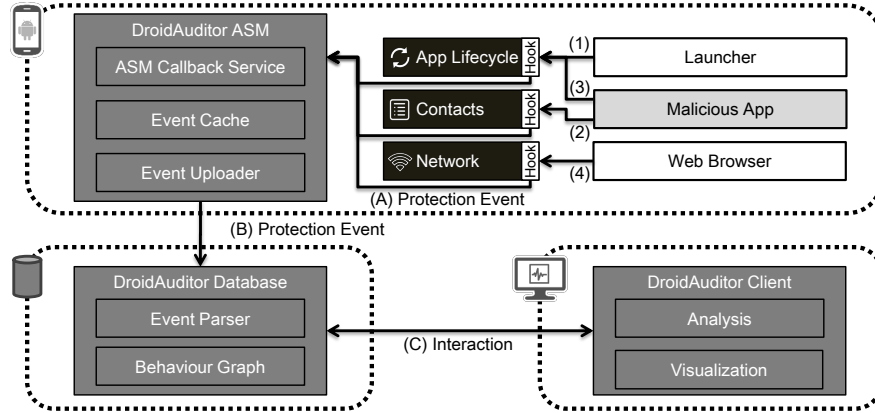 DroidAuditor ASM
ASM Callback Service
Event Cache
Event Uploader
App Lifecycle
Hook
(1)
Launcher
(3)
Contacts
Hook
Malicious App
(2)
Network
Hook
Web Browser
(4)
(A) Protection Event
(B) Protection Event
DroidAuditor Database
Event Parser
Behaviour Graph
(C) Interaction
DroidAuditor Client
Analysis
Visualization